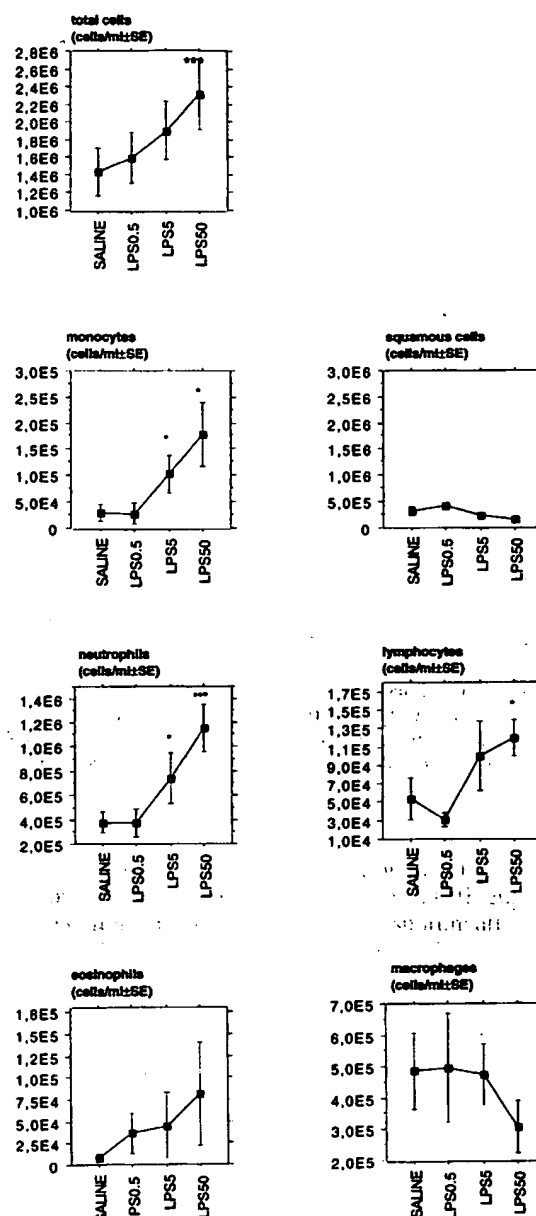 total cells
(cells/ml±SE)
2,8E6
2,6E6
2,4E6
2,2E6
2,0E6
1,8E6
1,6E6
1,4E6
1,2E6
1,0E6
***
SALINE
LPS0.5
LPS5
LPS50
monocytes
(cells/ml±SE)
3,0E5
2,5E5
2,0E5
1,5E5
1,0E5
5,0E4
0
*
*
SALINE
LPS0.5
LPS5
LPS50
squamous cells
(cells/ml±SE)
3,0E6
2,5E6
2,0E6
1,5E6
1,0E6
5,0E5
0
SALINE
LPS0.5
LPS5
LPS50
neutrophils
(cells/ml±SE)
1,4E6
1,2E6
1,0E6
8,0E5
6,0E5
4,0E5
2,0E5
*
***
SALINE
LPS0.5
LPS5
LPS50
lymphocytes
(cells/ml±SE)
1,7E5
1,5E5
1,3E5
1,1E5
9,0E4
7,0E4
5,0E4
3,0E4
1,0E4
*
SALINE
LPS0.5
LPS5
LPS50
eosinophils
(cells/ml±SE)
1,8E5
1,5E5
1,2E5
1,0E5
7,5E4
5,0E4
2,5E4
0
SALINE
LPS0.5
LPS5
LPS50
macrophages
(cells/ml±SE)
7,0E5
6,0E5
5,0E5
4,0E5
3,0E5
2,0E5
SALINE
LPS0.5
LPS5
LPS50